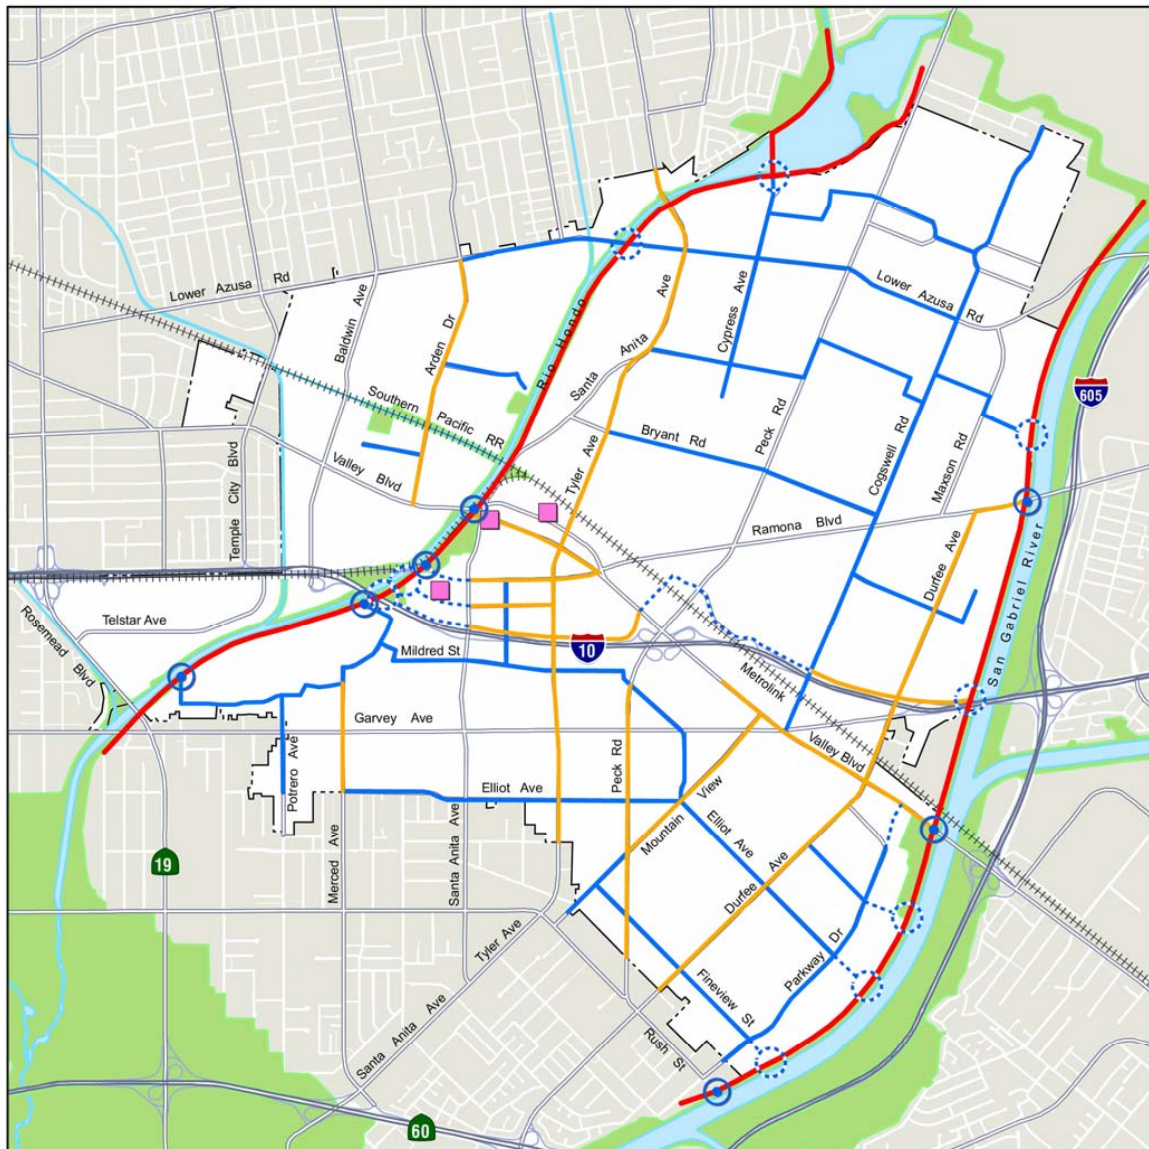 Lower Azusa Rd
Baldwin Ave
Arden Dr
Rio Hondo
Ave
Santa Anita
Cypress Ave
Lower Azusa Rd
605
Southern Pacific RR
Valley Blvd
Temple City Blvd
Tyler Ave
Bryant Rd
Peck Rd
Cogswell Rd
Maxson Rd
Ramona Blvd
Durfee Ave
San Gabriel River
Telstar Ave
Rosemead Blvd
Mildred St
10
Metrolink
Garvey Ave
Valley Blvd
Potrero Ave
Elliot Ave
Peck Rd
Mountain View
Elliot Ave
Merced Ave
Santa Anita Ave
19
Durfee Ave
Tyler Ave
Parkway Dr
Fineview St
Santa Anita Ave
Rush St
60